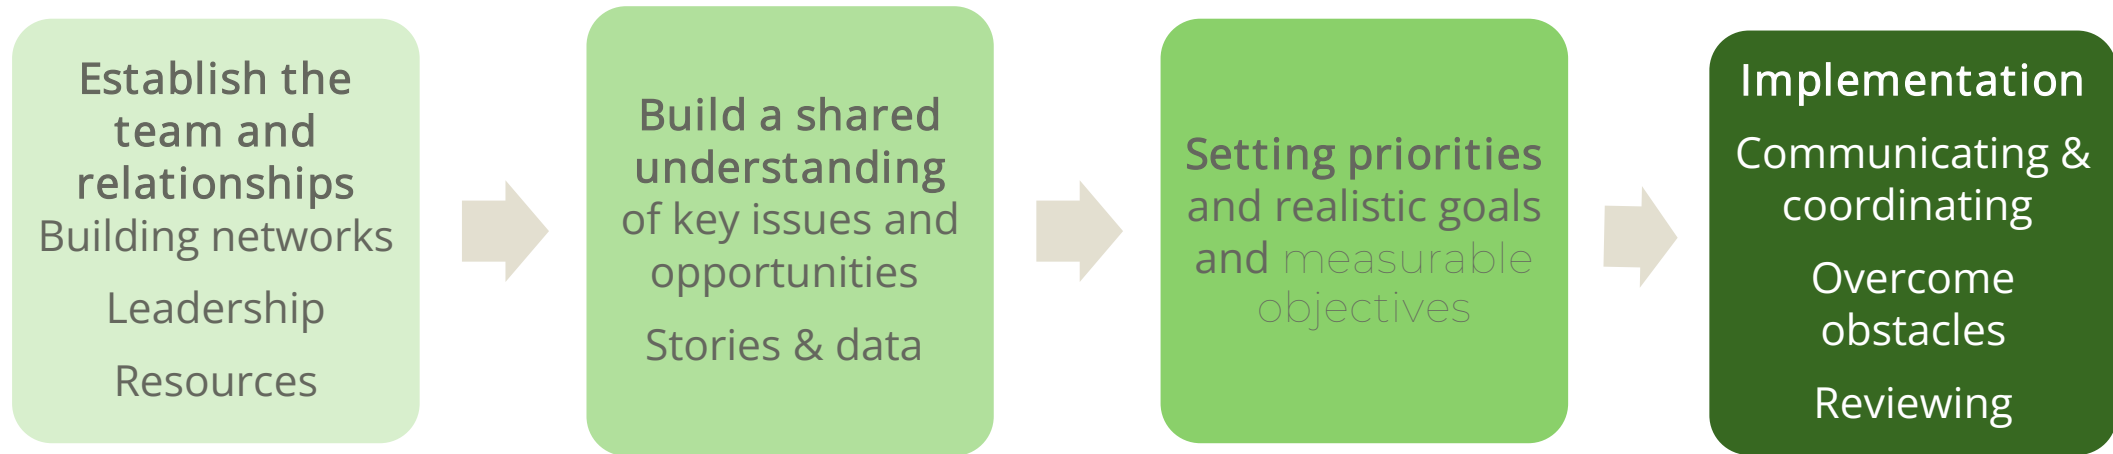 Establish the
team and
relationships
Building networks
Leadership
Resources
Build a shared
understanding
of key issues and
opportunities
Stories & data
Setting priorities
and realistic goals
and measurable
objectives
Implementation
Communicating &
coordinating
Overcome
obstacles
Reviewing